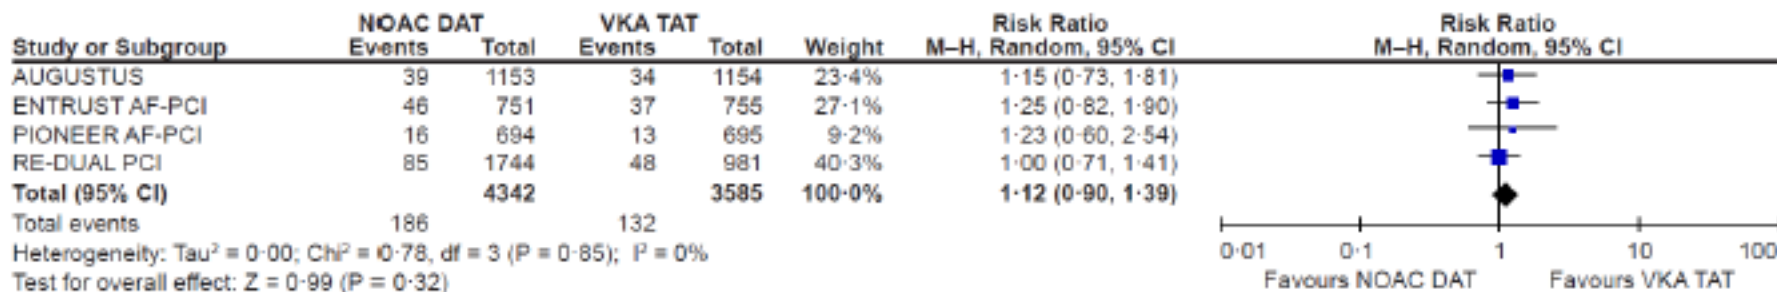 NOAC DAT VKA TAT Risk Ratio Risk Ratio
Study or Subgroup Events Total Events Total Weight M–H, Random, 95% CI M–H, Random, 95% CI
AUGUSTUS 39 1153 34 1154 23·4% 1·15 (0·73, 1·81)
ENTRUST AF-PCI 46 751 37 755 27·1% 1·25 (0·82, 1·90)
PIONEER AF-PCI 16 694 13 695 9·2% 1·23 (0·60, 2·54)
RE-DUAL PCI 85 1744 48 981 40·3% 1·00 (0·71, 1·41)
Total (95% CI) 4342 3585 100·0% 1·12 (0·90, 1·39)
Total events 186 132
Heterogeneity: Tau² = 0·00; Chi² = 0·78, df = 3 (P = 0·85); I² = 0%
Test for overall effect: Z = 0·99 (P = 0·32)
0·01 0·1 1 10 100
Favours NOAC DAT Favours VKA TAT